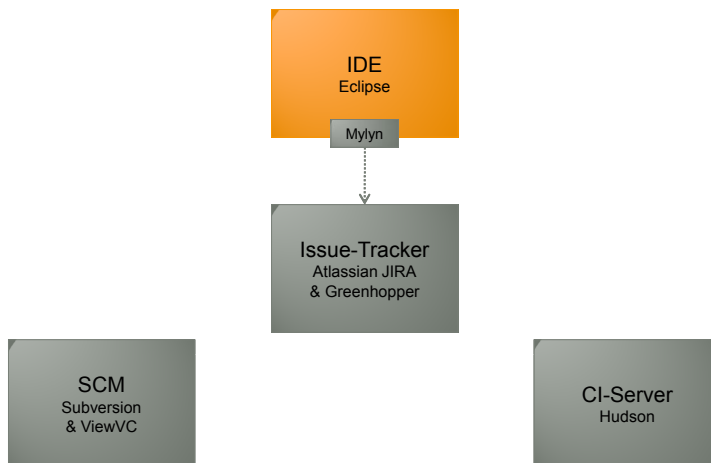 IDE
Eclipse
Mylyn
Issue-Tracker
Atlassian JIRA
& Greenhopper
SCM
Subversion
& ViewVC
CI-Server
Hudson